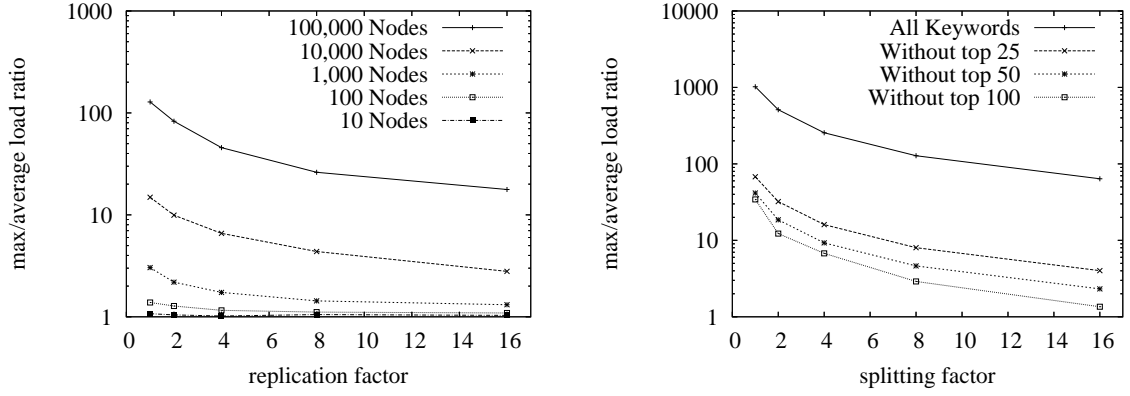 max/average load ratio
1000
100
10
1
0 2 4 6 8 10 12 14 16
replication factor
100,000 Nodes
10,000 Nodes
1,000 Nodes
100 Nodes
10 Nodes
max/average load ratio
10000
1000
100
10
1
0 2 4 6 8 10 12 14 16
splitting factor
All Keywords
Without top 25
Without top 50
Without top 100